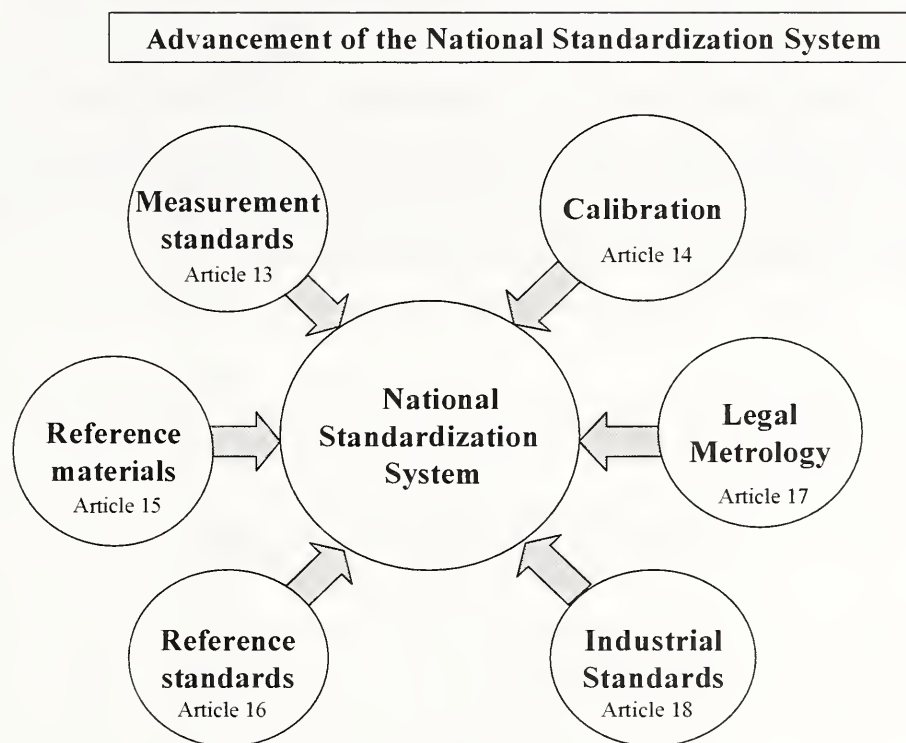 Advancement of the National Standardization System
Measurement
standards
Article 13
Calibration
Article 14
National
Standardization
System
Reference
materials
Article 15
Legal
Metrology
Article 17
Reference
standards
Article 16
Industrial
Standards
Article 18